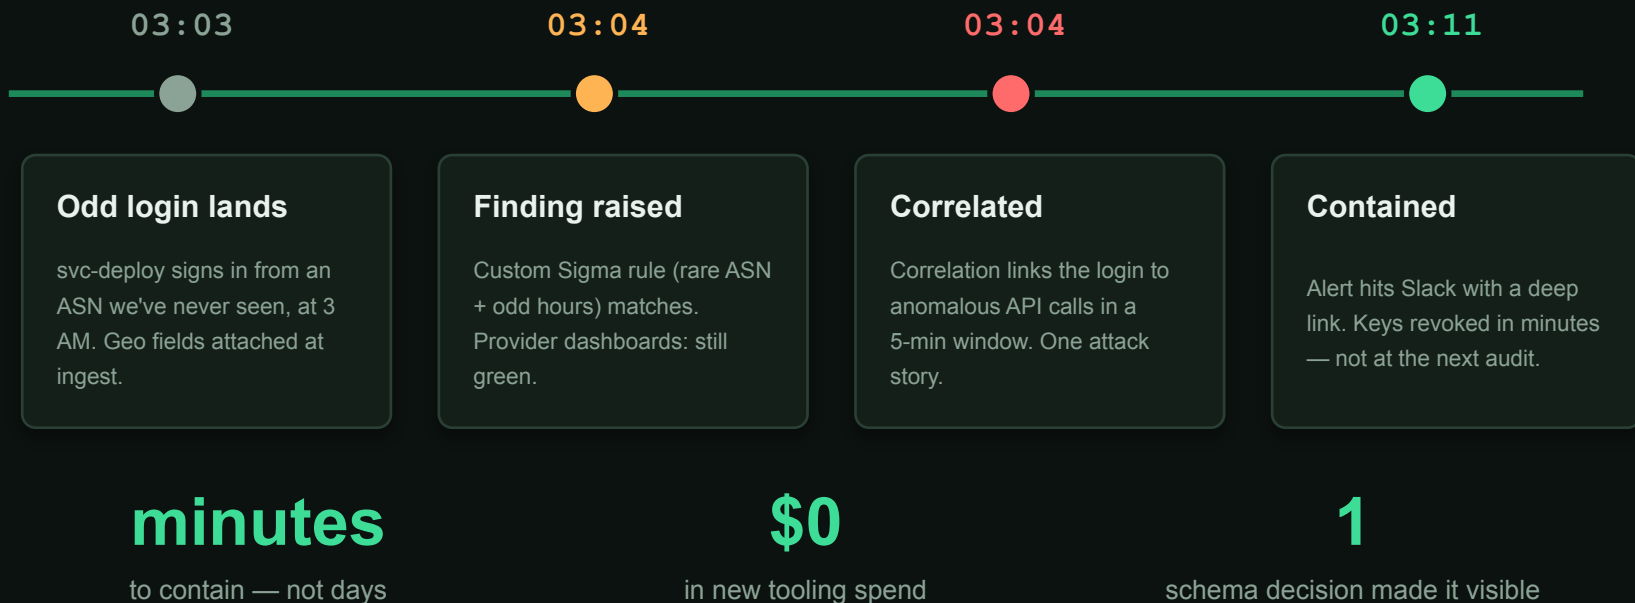 03:03
03:04
03:04
03:11
Odd login lands
svc-deploy signs in from an
ASN we've never seen, at 3
AM. Geo fields attached at
ingest.
Finding raised
Custom Sigma rule (rare ASN
+ odd hours) matches.
Provider dashboards: still
green.
Correlated
Correlation links the login to
anomalous API calls in a
5-min window. One attack
story.
Contained
Alert hits Slack with a deep
link. Keys revoked in minutes
— not at the next audit.
minutes
to contain — not days
$0
in new tooling spend
1
schema decision made it visible